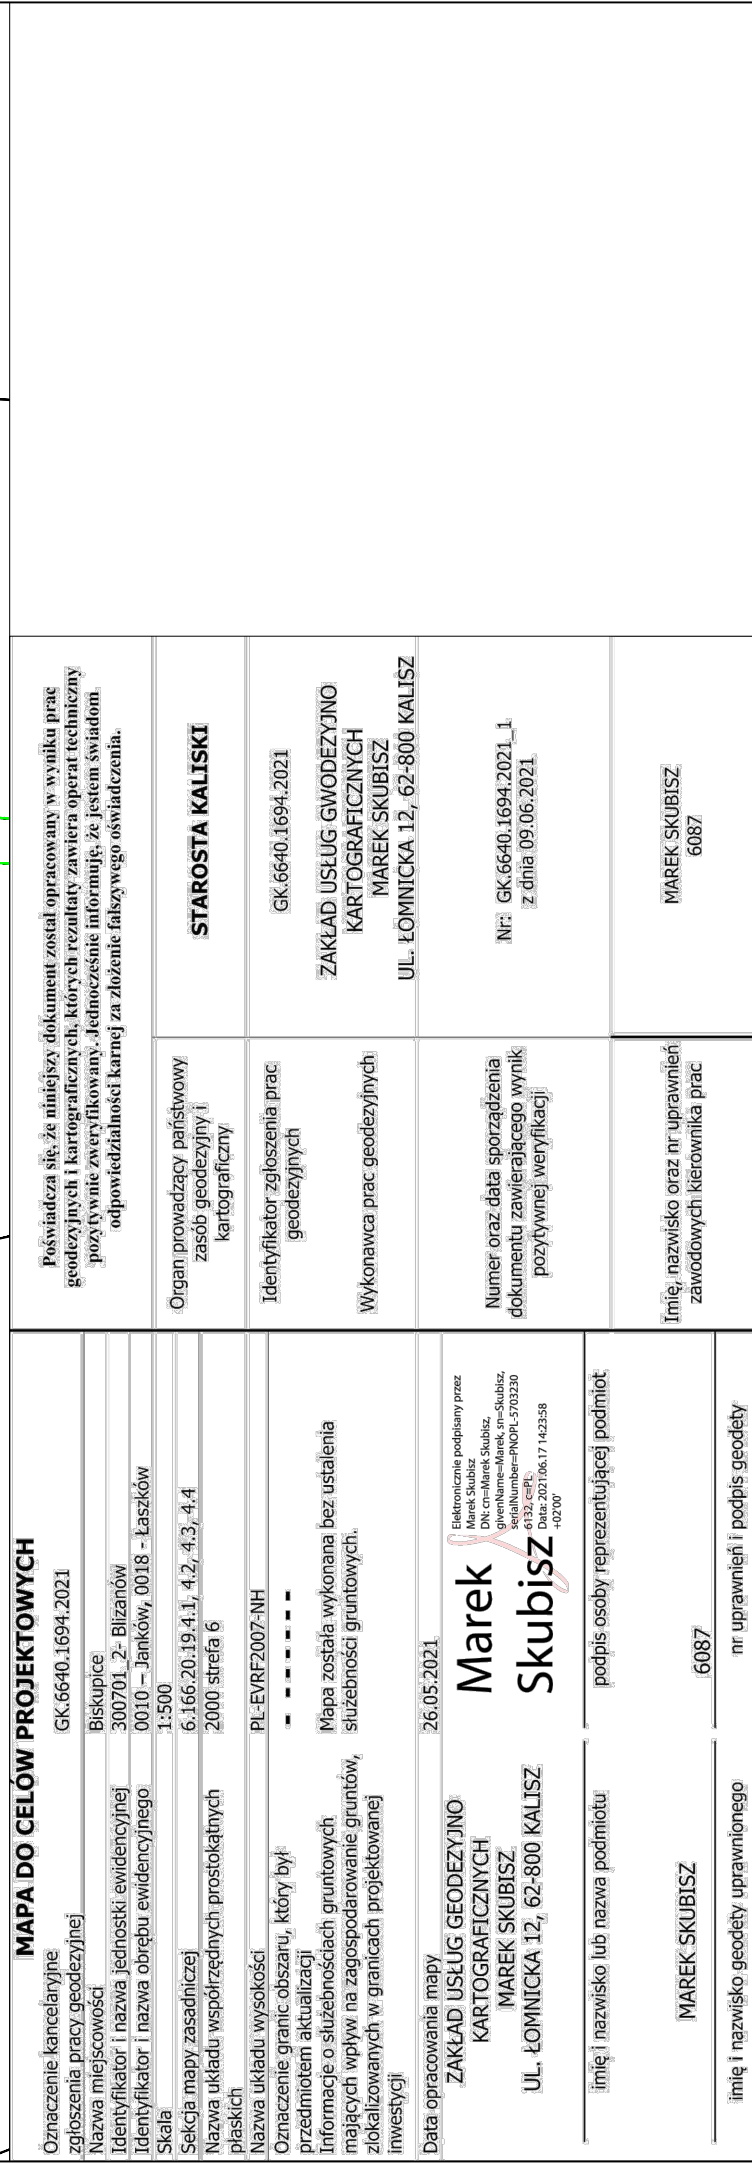 MAPA DO CELÓW PROJEKTOWYCH
Oznaczenie kancelaryjne
zgłoszenia pracy geodezyjnej
GK.6640.1694.2021
Nazwa miejscowości
Biskupice
Identyfikator i nazwa jednostki ewidencyjnej
300701_2- Blizanów
Identyfikator i nazwa obrębu ewidencyjnego
0010 – Janków, 0018 - Łaszków
Skala
1:500
Sekcja mapy zasadniczej
6.166.20.19.4.1, 4.2, 4.3, 4.4
Nazwa układu współrzędnych prostokątnych
płaskich
2000 strefa 6
Nazwa układu wysokości
PL-EVRF2007-NH
Oznaczenie granic obszaru, który był
przedmiotem aktualizacji
Informacje o służebnościach gruntowych
mających wpływ na zagospodarowanie gruntów,
zlokalizowanych w granicach projektowanej
inwestycji
Mapa została wykonana bez ustalenia
służebności gruntowych.
Data opracowania mapy
26.05.2021
ZAKŁAD USŁUG GEODEZYJNO
KARTOGRAFICZNYCH
MAREK SKUBISZ
UL. ŁOMNICKA 12, 62-800 KALISZ
Marek
Skubisz
Elektronicznie podpisany przez
Marek Skubisz
DN: cn=Marek Skubisz,
givenName=Marek, sn=Skubisz,
serialNumber=PNOPL-5703230
6132, c=PL
Data: 2021.06.17 14:23:58
+02'00'
imię i nazwisko lub nazwa podmiotu
podpis osoby reprezentującej podmiot
MAREK SKUBISZ
6087
imię i nazwisko geodety uprawnionego
nr uprawnień i podpis geodety
Poświadcza się, że niniejszy dokument został opracowany w wyniku prac
geodezyjnych i kartograficznych, których rezultaty zawiera operat techniczny
pozytywnie zweryfikowany. Jednocześnie informuję, że jestem świadom
odpowiedzialności karnej za złożenie fałszywego oświadczenia.
Organ prowadzący państwowy
zasób geodezyjny i
kartograficzny
STAROSTA KALISKI
Identyfikator zgłoszenia prac
geodezyjnych
GK.6640.1694.2021
Wykonawca prac geodezyjnych
ZAKŁAD USŁUG GWODEZYJNO
KARTOGRAFICZNYCH
MAREK SKUBISZ
UL. ŁOMNICKA 12, 62-800 KALISZ
Numer oraz data sporządzenia
dokumentu zawierającego wynik
pozytywnej weryfikacji
Nr: GK.6640.1694.2021_1
z dnia 09.06.2021
Imię, nazwisko oraz nr uprawnień
zawodowych kierownika prac
MAREK SKUBISZ
6087